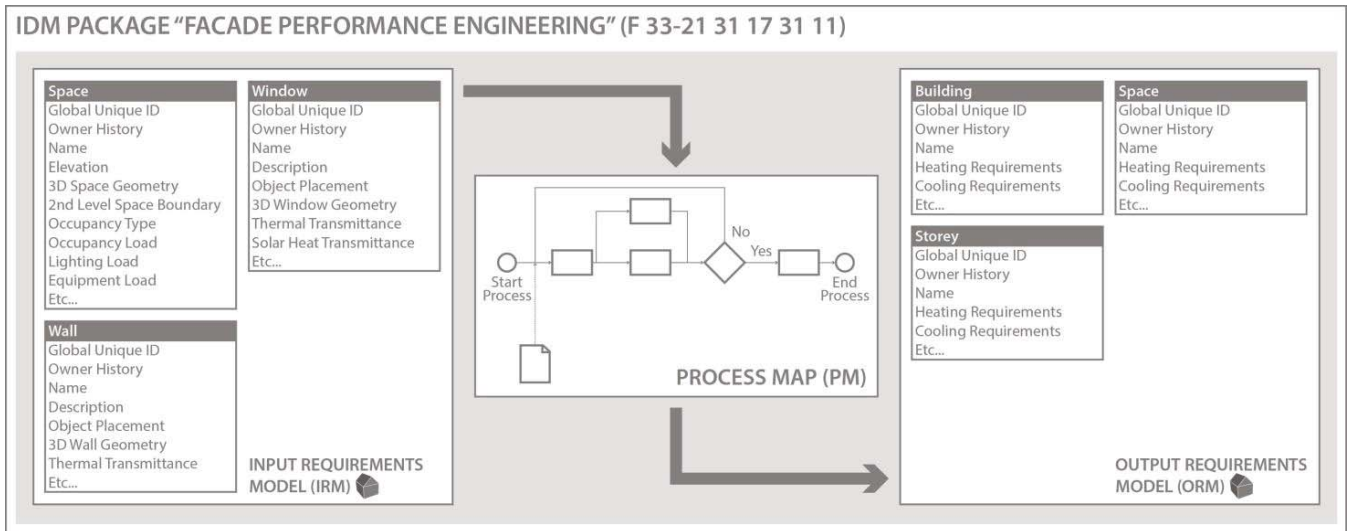 IDM PACKAGE “FACADE PERFORMANCE ENGINEERING” (F 33-21 31 17 31 11)
Space
Global Unique ID
Owner History
Name
Elevation
3D Space Geometry
2nd Level Space Boundary
Occupancy Type
Occupancy Load
Lighting Load
Equipment Load
Etc...
Window
Global Unique ID
Owner History
Name
Description
Object Placement
3D Window Geometry
Thermal Transmittance
Solar Heat Transmittance
Etc...
Wall
Global Unique ID
Owner History
Name
Description
Object Placement
3D Wall Geometry
Thermal Transmittance
Etc...
INPUT REQUIREMENTS
MODEL (IRM)
Start
Process
No
Yes
End
Process
PROCESS MAP (PM)
Building
Global Unique ID
Owner History
Name
Heating Requirements
Cooling Requirements
Etc...
Space
Global Unique ID
Owner History
Name
Heating Requirements
Cooling Requirements
Etc...
Storey
Global Unique ID
Owner History
Name
Heating Requirements
Cooling Requirements
Etc...
OUTPUT REQUIREMENTS
MODEL (ORM)